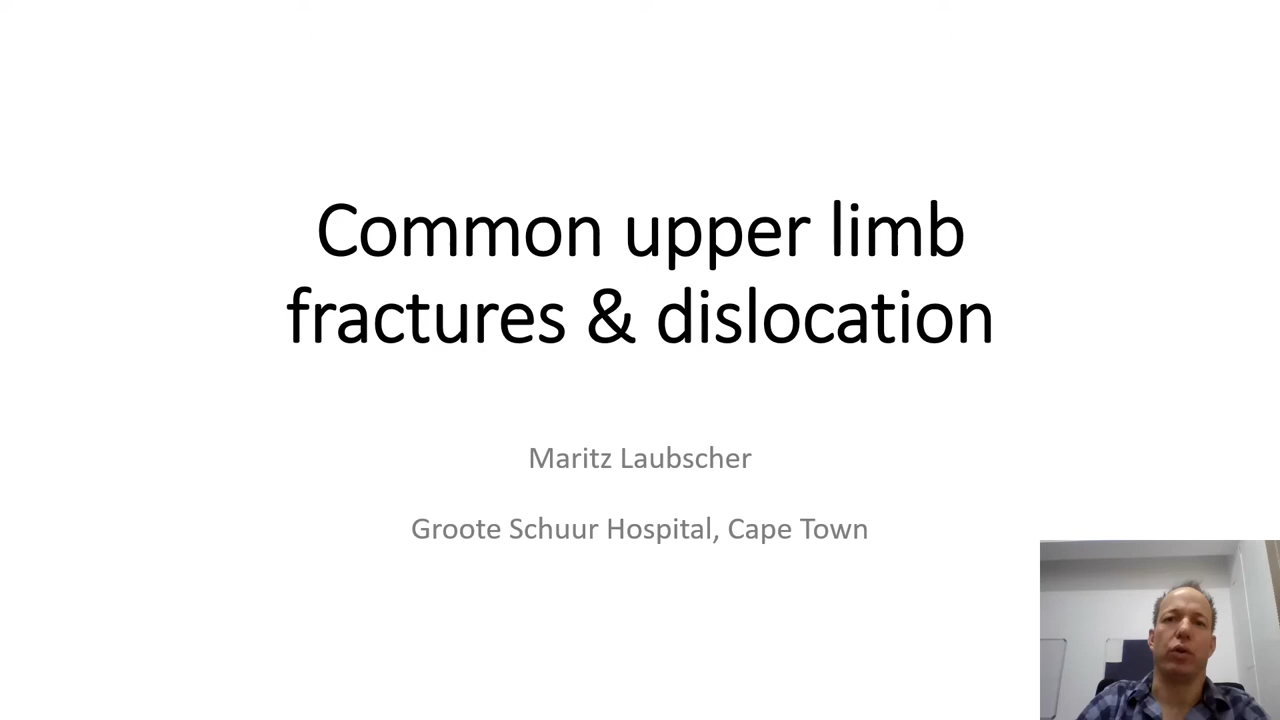 Common upper limb
fractures & dislocation
Maritz Laubscher
Groote Schuur Hospital, Cape Town